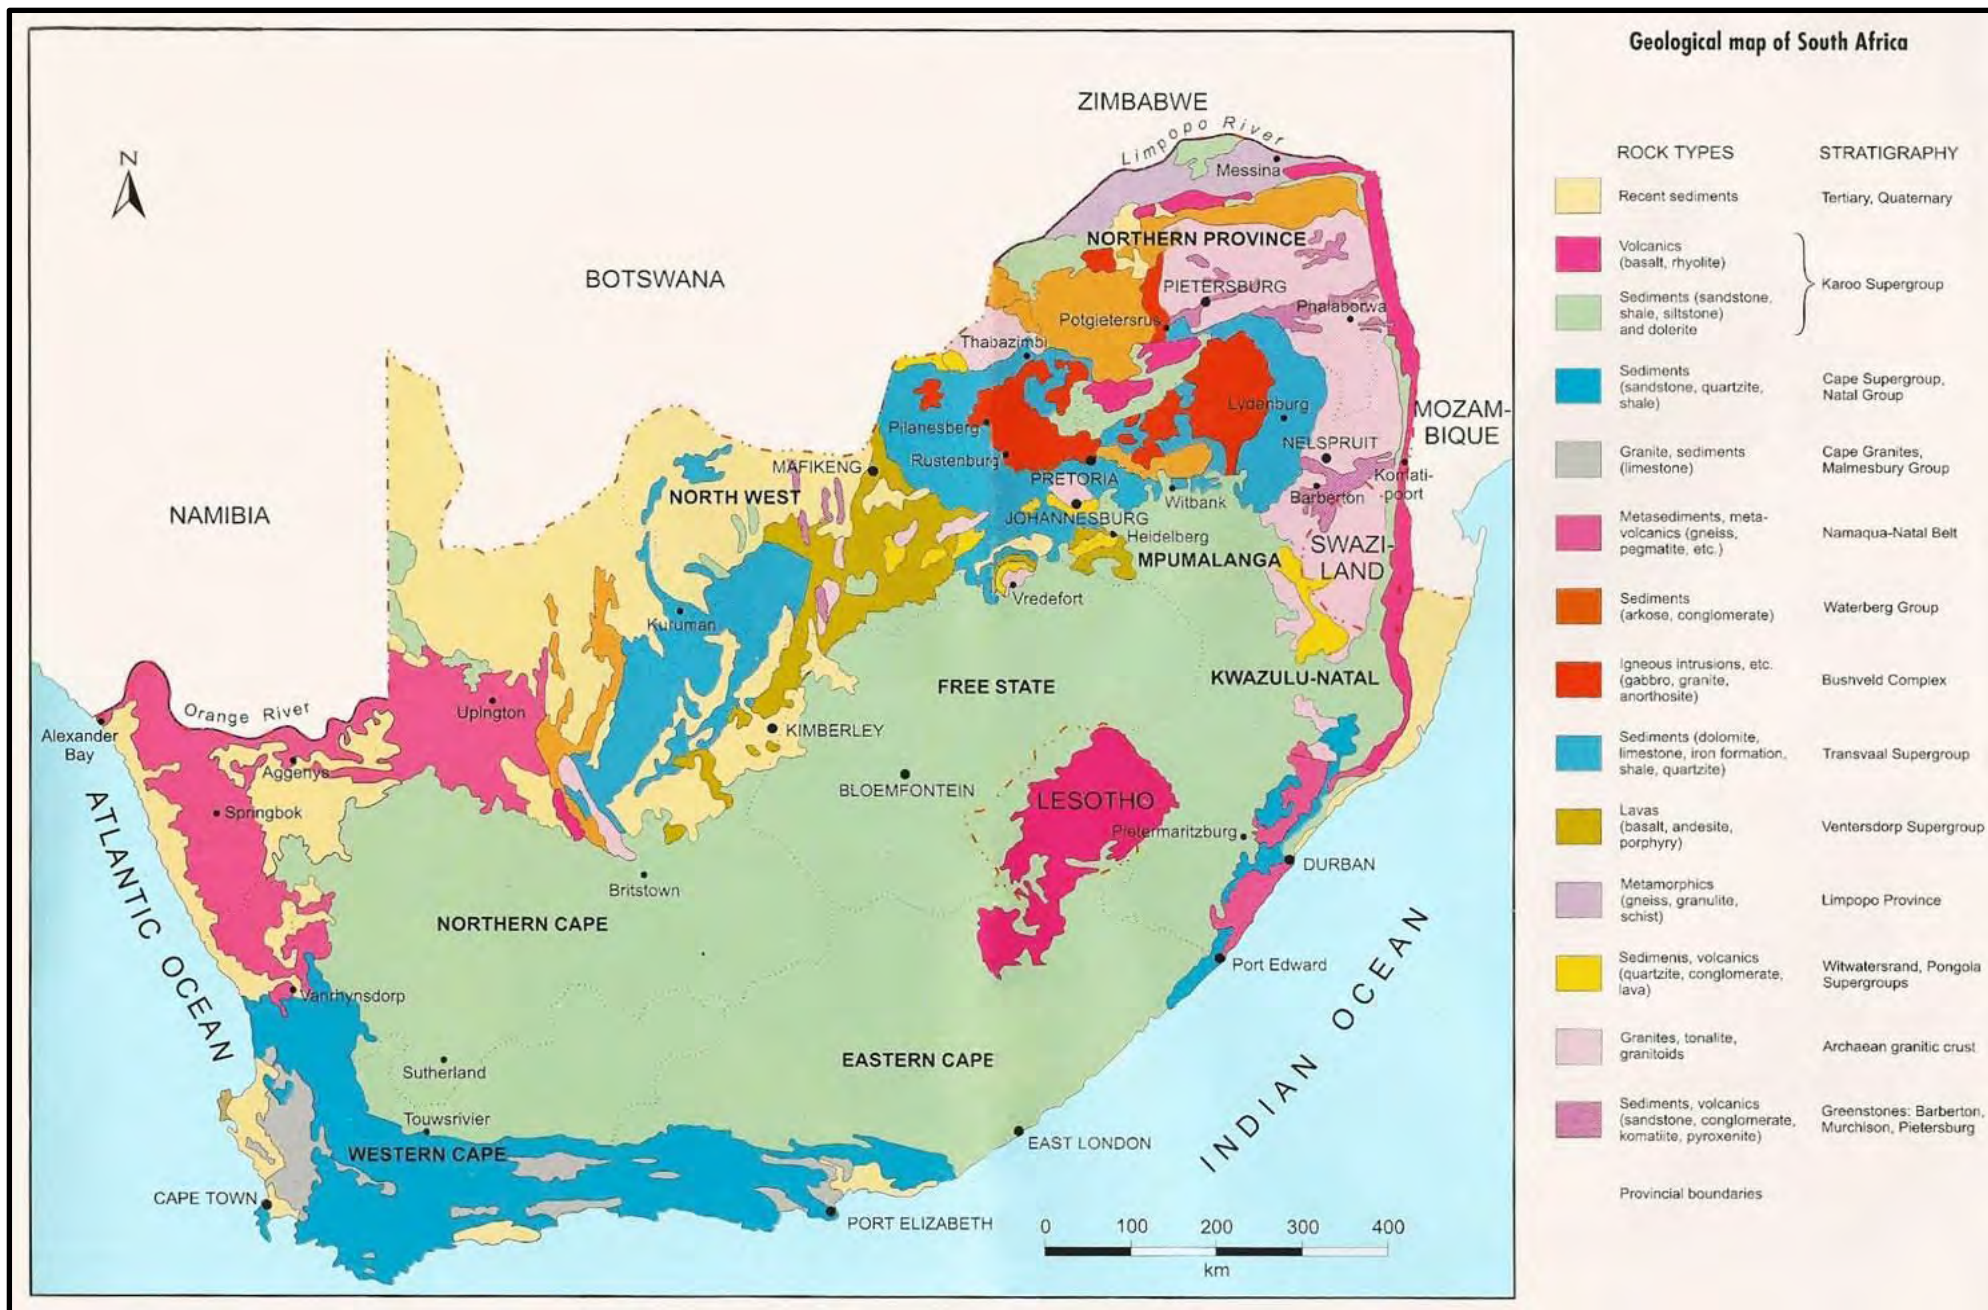 Geological map of South Africa
ROCK TYPES
STRATIGRAPHY
Recent sediments
Tertiary, Quaternary
Volcanics
(basalt, rhyolite)
Karoo Supergroup
Sediments (sandstone,
shale, siltstone)
and dolerite
Sediments
(sandstone, quartzite,
shale)
Cape Supergroup,
Natal Group
Granite, sediments
(limestone)
Cape Granites,
Malmesbury Group
Metasediments, meta-
volcanics (gneiss,
pegmatite, etc.)
Namaqua-Natal Belt
Sediments
(arkose, conglomerate)
Waterberg Group
Igneous intrusions, etc.
(gabbro, granite,
anorthosite)
Bushveld Complex
Sediments (dolomite,
limestone, iron formation,
shale, quartzite)
Transvaal Supergroup
Lavas
(basalt, andesite,
porphyry)
Ventersdorp Supergroup
Metamorphics
(gneiss, granulite,
schist)
Limpopo Province
Sediments, volcanics
(quartzite, conglomerate,
lava)
Witwatersrand, Pongola
Supergroups
Granites, tonalite,
granitoids
Archaean granitic crust
Sediments, volcanics
(sandstone, conglomerate,
komatiite, pyroxenite)
Greenstones: Barberton,
Murchison, Pietersburg
Provincial boundaries
N
ZIMBABWE
Limpopo River
Messina
BOTSWANA
NORTHERN PROVINCE
PIETERSBURG
Phalaborwa
Potgietersrus
Thabazimbi
NAMIBIA
Lydenburg
MOZAM-
BIQUE
Pilanesberg
NELSPRUIT
Rustenburg
MAFIKENG
PRETORIA
Komati-
poort
NORTH WEST
Witbank
Barberton
JOHANNESBURG
Heidelberg
MPUMALANGA
SWAZI-
LAND
Vredefort
Kuruman
FREE STATE
KWAZULU-NATAL
Orange River
Upington
Alexander
Bay
KIMBERLEY
Aggenys
BLOEMFONTEIN
LESOTHO
Springbok
Pietermaritzburg
DURBAN
Britstown
NORTHERN CAPE
ATLANTIC OCEAN
Port Edward
Vanrhynsdorp
INDIAN OCEAN
Sutherland
EASTERN CAPE
Touwsrivier
WESTERN CAPE
EAST LONDON
CAPE TOWN
PORT ELIZABETH
0 100 200 300 400
km